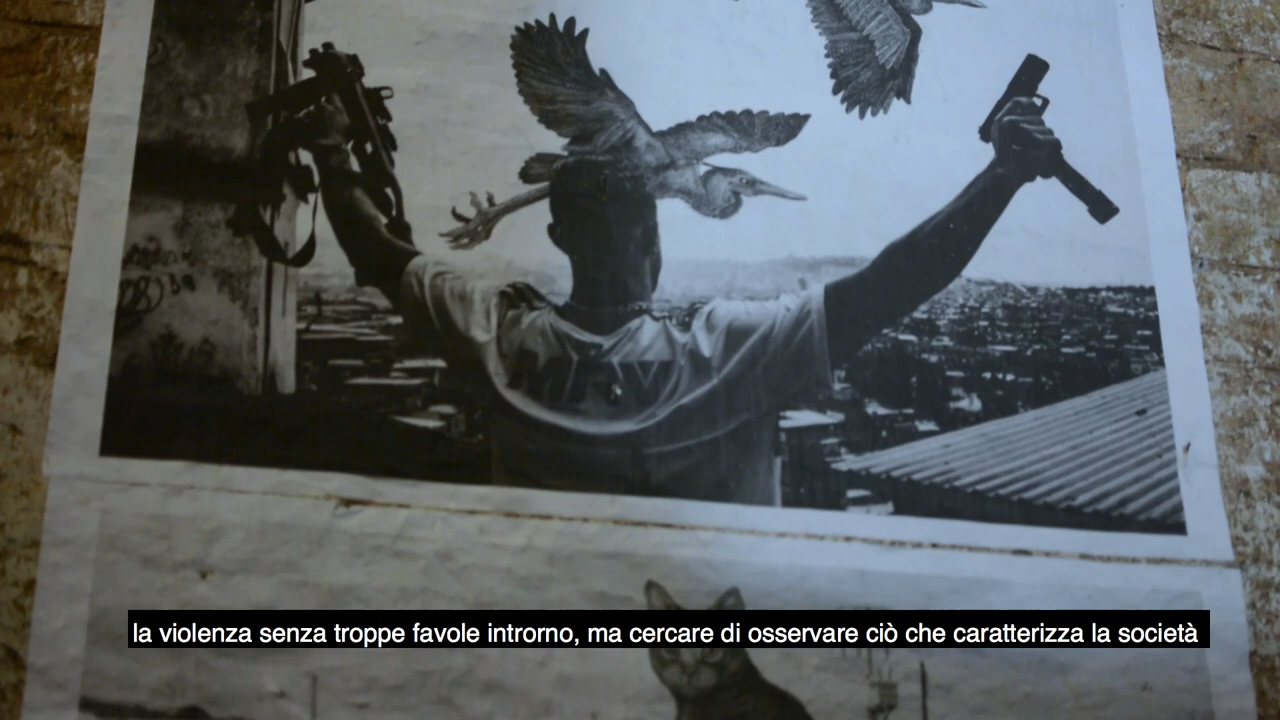 la violenza senza troppe favole introrno, ma cercare di osservare ciò che caratterizza la società